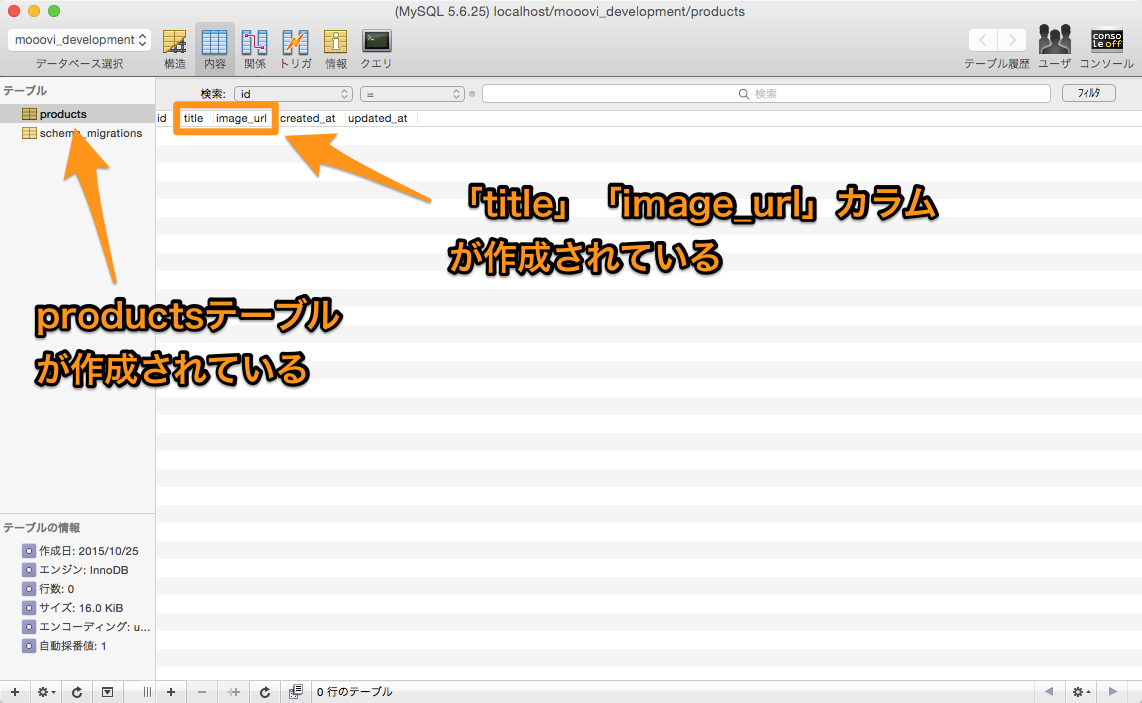 (MySQL 5.6.25) localhost/mooovi_development/products
mooovi_development
データベース選択
構造
内容
関係
トリガ
情報
クエリ
テーブル履歴
ユーザ
conso
le off
コンソール
テーブル
products
schema_migrations
検索:
id
=
検索
フィルタ
id title image_url created_at updated_at
「title」「image_url」カラム
が作成されている
productsテーブル
が作成されている
テーブルの情報
作成日: 2015/10/25
エンジン: InnoDB
行数: 0
サイズ: 16.0 KiB
エンコーディング: u...
自動採番値: 1
0 行のテーブル